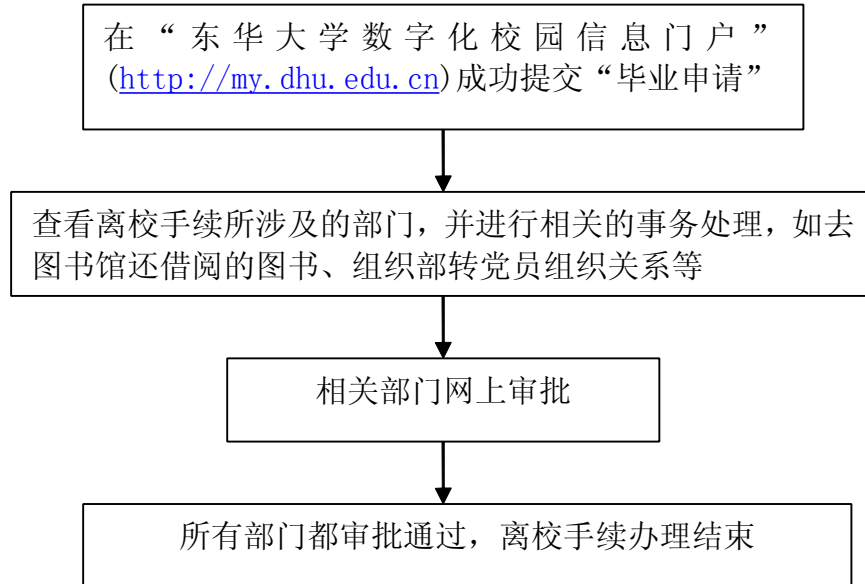 在“东华大学数字化校园信息门户”
(http://my.dhu.edu.cn)成功提交“毕业申请”
查看离校手续所涉及的部门，并进行相关的事务处理，如去
图书馆还借阅的图书、组织部转党员组织关系等
相关部门网上审批
所有部门都审批通过，离校手续办理结束